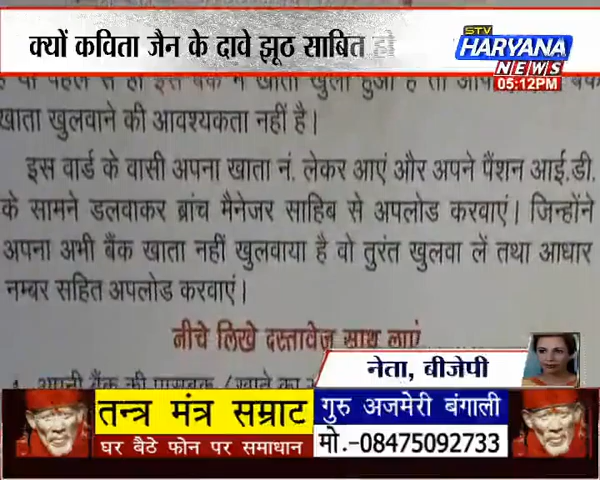 क्यों कविता जैन के दावे झूठ साबित हो
STV
HARYANA
NEWS
05:12PM
खाता खुलवाने की आवश्यकता नहीं है।
इस वार्ड के वासी अपना खाता नं. लेकर आएं और अपने पैंशन आई.डी.
के सामने डलवाकर ब्रांच मैनेजर साहिब से अपलोड करवाएं। जिन्होंने
अपना अभी बैंक खाता नहीं खुलवाया है वो तुरंत खुलवा लें तथा आधार
नम्बर सहित अपलोड करवाएं।
नीचे लिखे दस्तावेज साथ लाएं
नेता, बीजेपी
तन्त्र मंत्र सम्राट
घर बैठे फोन पर समाधान
गुरु अजमेरी बंगाली
मो.-08475092733